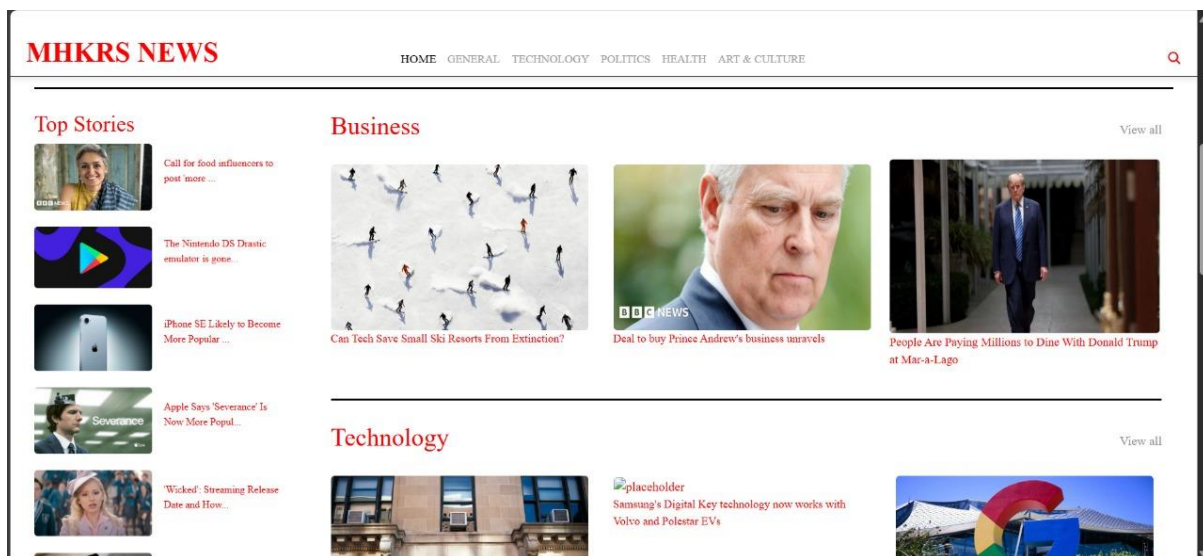 MHKRS NEWS
HOME GENERAL TECHNOLOGY POLITICS HEALTH ART & CULTURE
Top Stories
BBC NEWS
Call for food influencers to
post 'more ...
The Nintendo DS Drastic
emulator is gone...
iPhone SE Likely to Become
More Popular ...
Severance
Apple Says 'Severance' Is
Now More Popul...
'Wicked': Streaming Release
Date and How...
Business
View all
Can Tech Save Small Ski Resorts From Extinction?
BBC NEWS
Deal to buy Prince Andrew's business unravels
People Are Paying Millions to Dine With Donald Trump
at Mar-a-Lago
Technology
View all
placeholder
Samsung's Digital Key technology now works with
Volvo and Polestar EVs